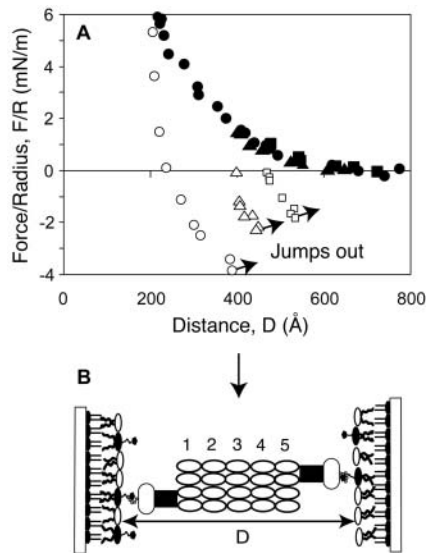 A
6
4
2
0
-2
-4
Force/Radius, F/R (mN/m)
Jumps out
0 200 400 600 800
Distance, D (Å)
B
1 2 3 4 5
D